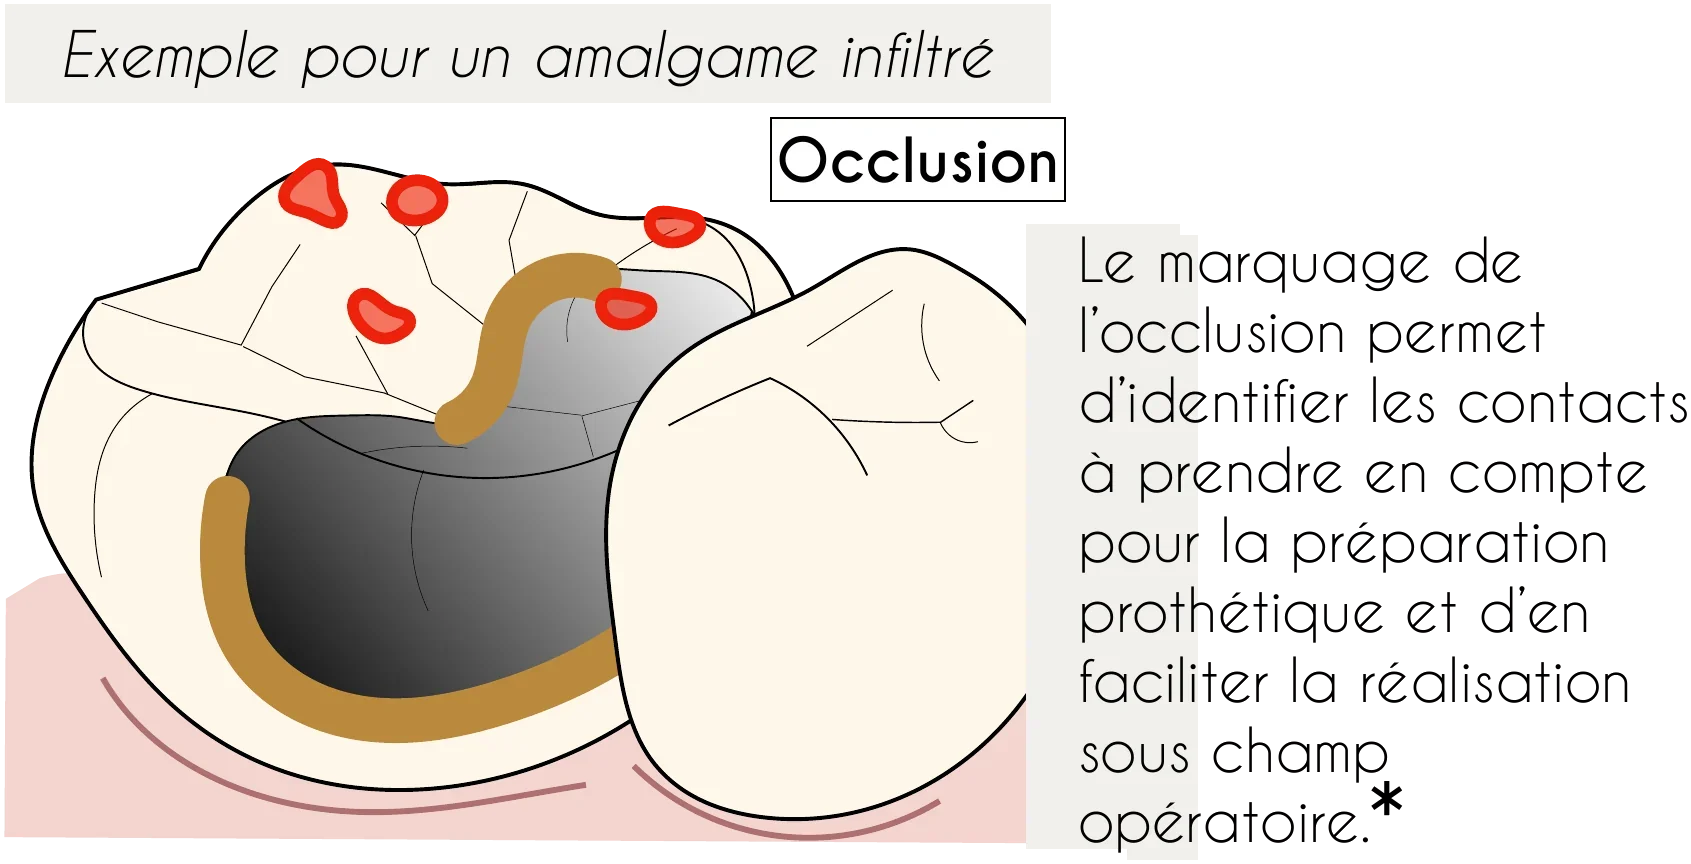 Exemple pour un amalgame infiltré
Occlusion
Le marquage de
l'occlusion permet
d'identifier les contacts
à prendre en compte
pour la préparation
prothétique et d'en
faciliter la réalisation
sous champ
opératoire.*